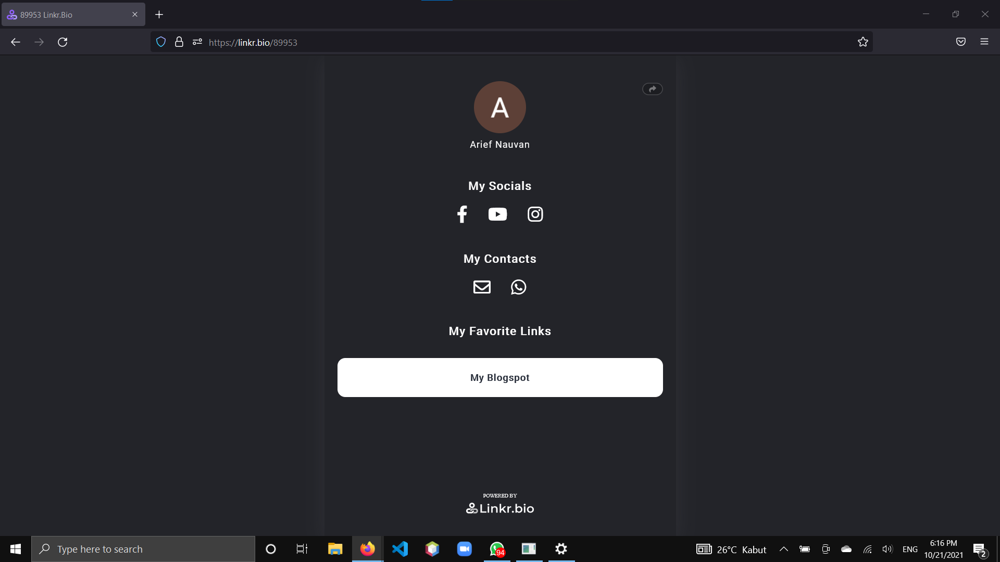 89953 Linkr.Bio
https://linkr.bio/89953
A
Arief Nauvan
My Socials
My Contacts
My Favorite Links
My Blogspot
POWERED BY
Linkr.bio
Type here to search
94
26°C Kabut
ENG
6:16 PM
10/21/2021
2